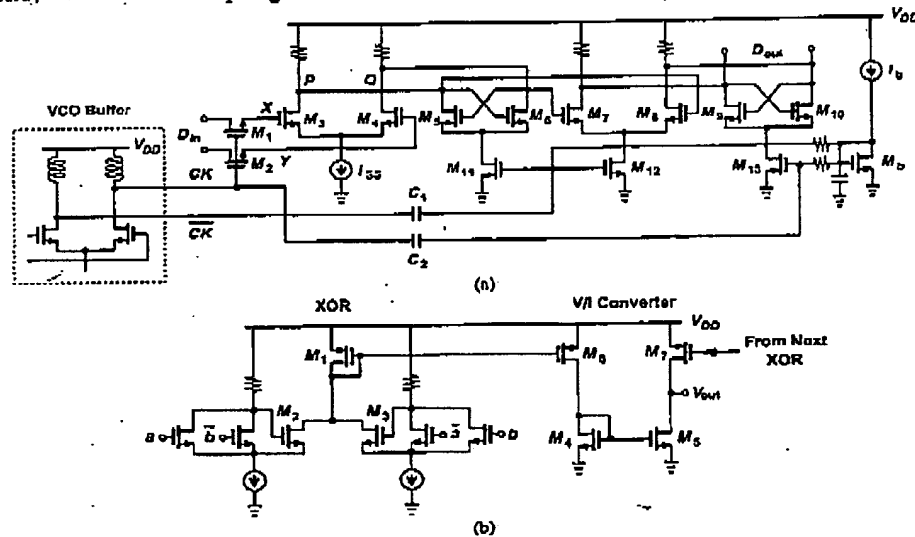 V_DD
P
Q
D_out
I_b
VCO Buffer
X
M_3
M_4
M_5
M_6
M_7
M_8
M_9
M_10
D_in
M_1
V_DD
M_2
Y
I_SS
M_11
M_12
M_13
M_b
CK
C_1
C̅K̅
C_2
(a)
XOR
V/I Converter
V_DD
M_1
M_6
M_7
From Next
XOR
a
b̅
M_2
M_3
a̅
b
V_out
M_4
M_5
(b)